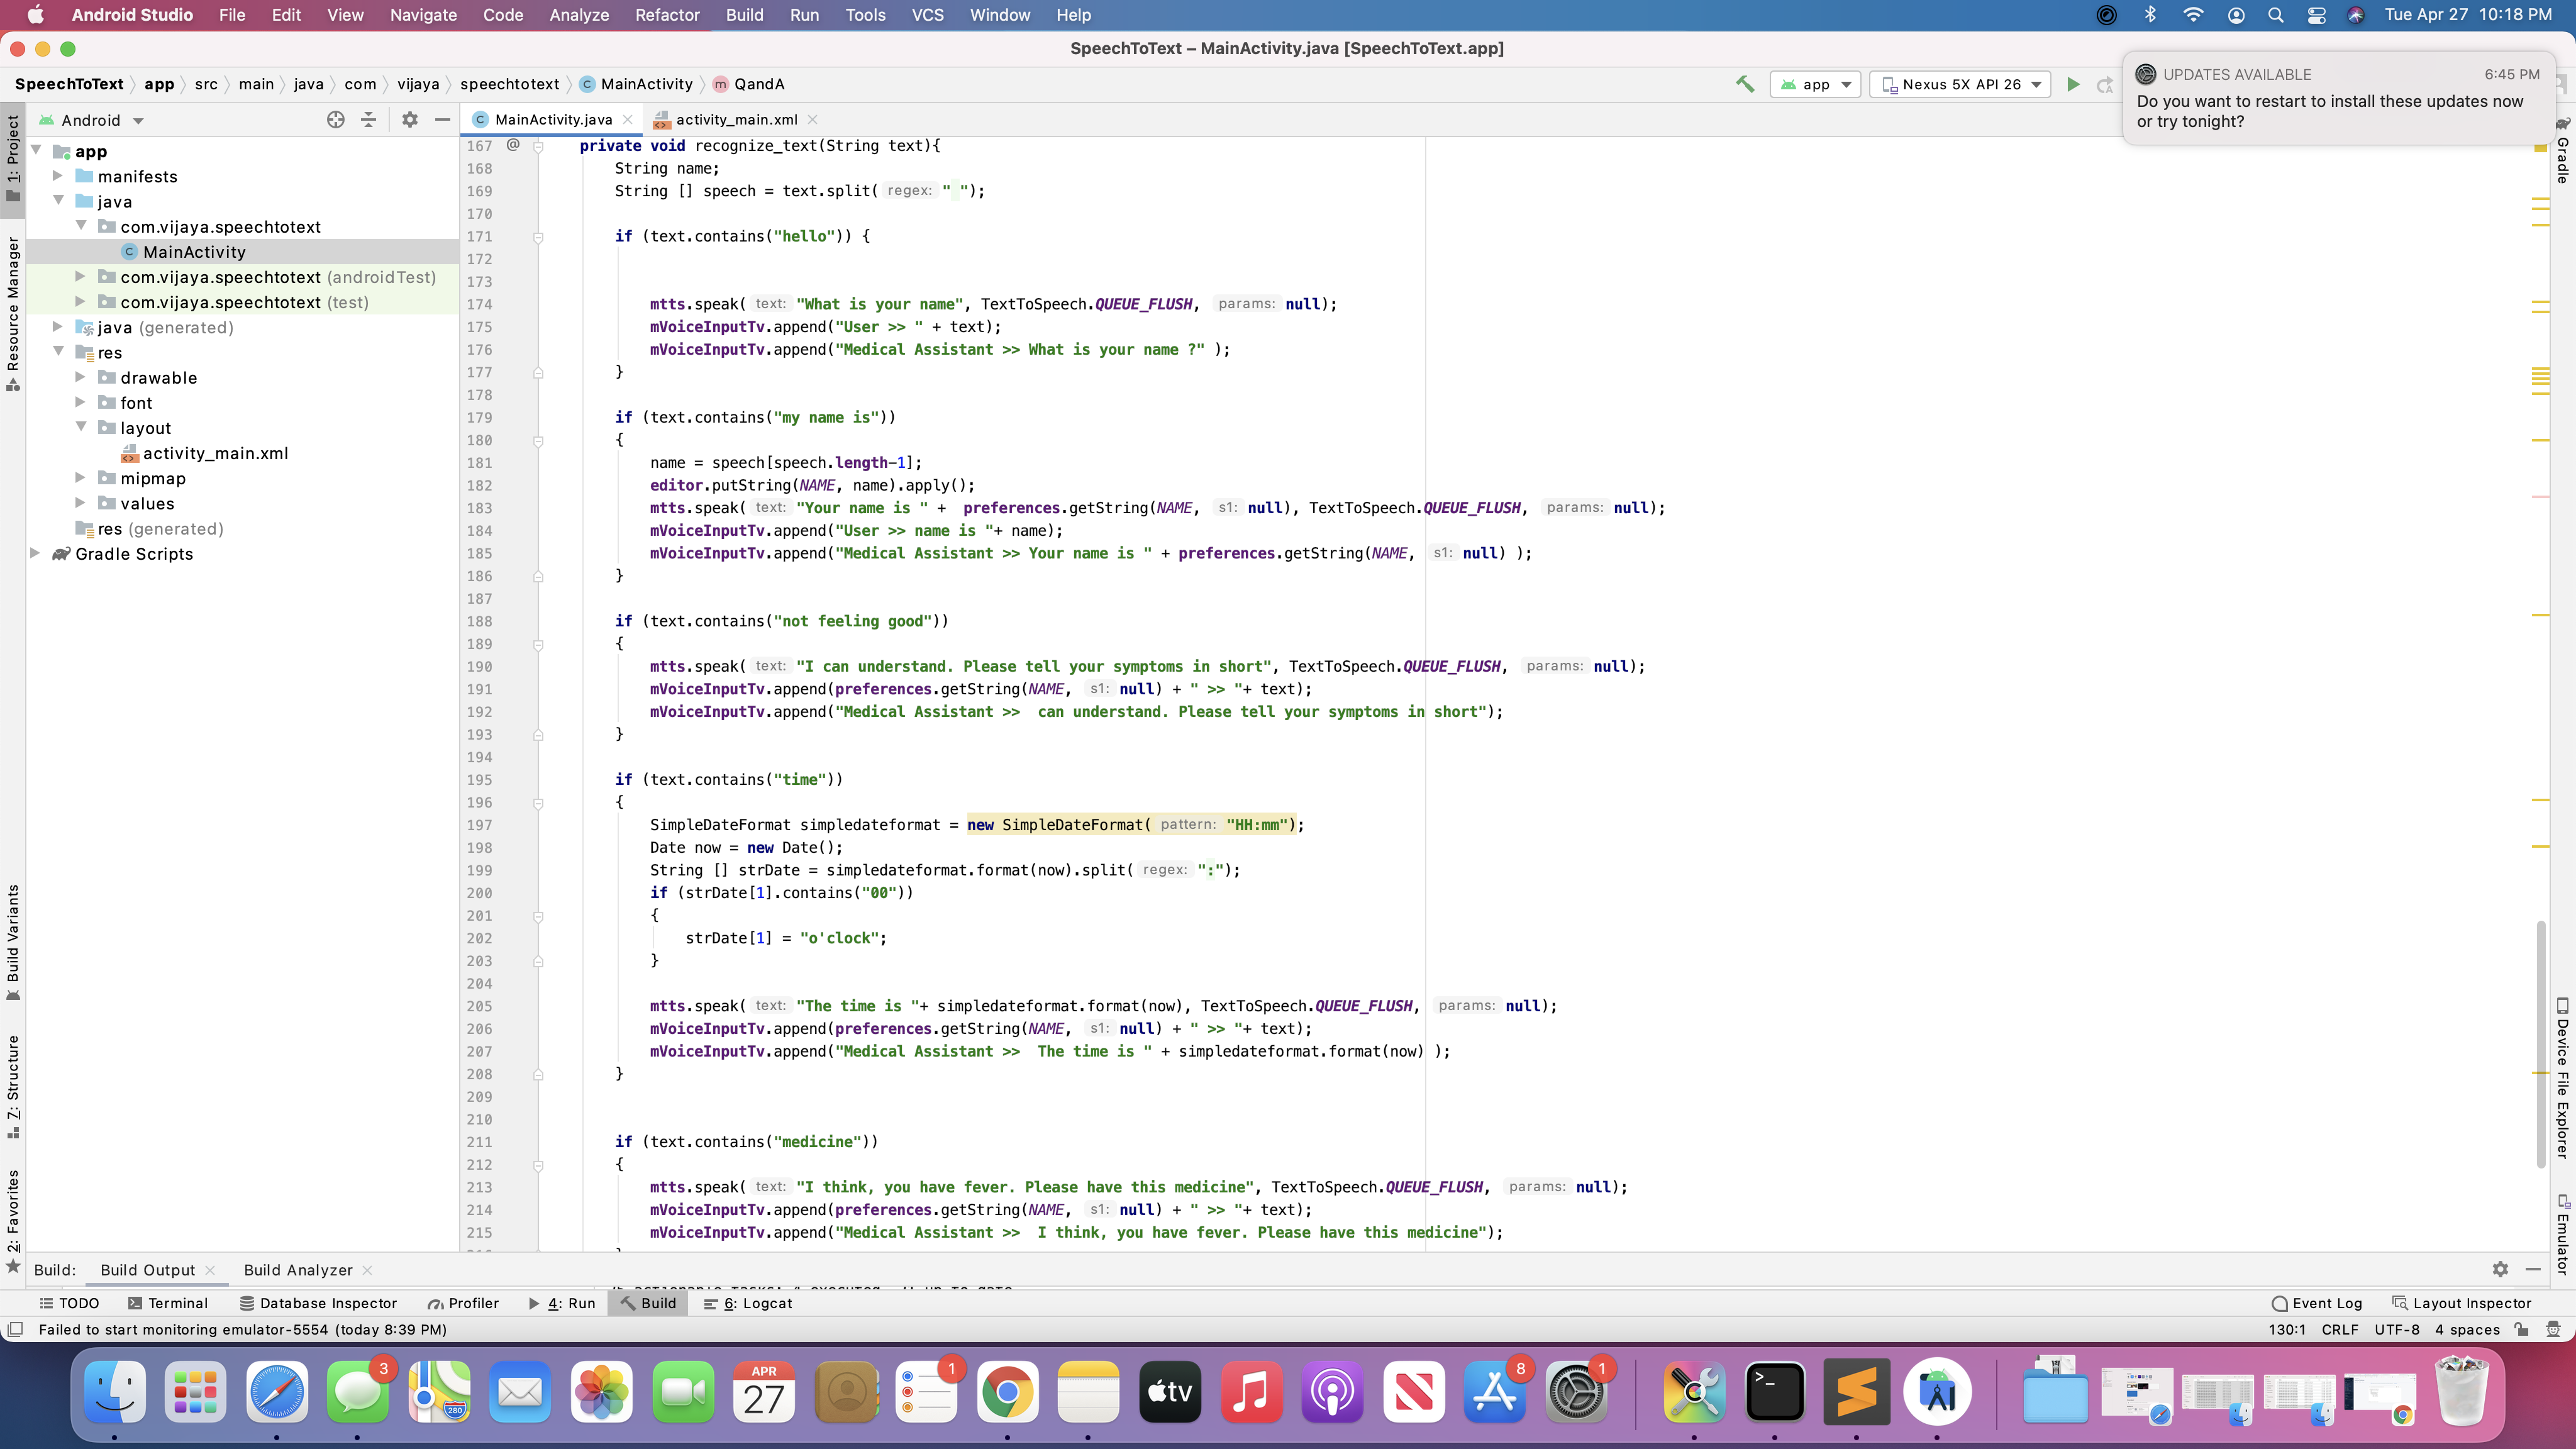 Android Studio File Edit View Navigate Code Analyze Refactor Build Run Tools VCS Window Help Tue Apr 27 10:18 PM
SpeechToText – MainActivity.java [SpeechToText.app]
SpeechToText app src main java com vijaya speechtotext MainActivity QandA app Nexus 5X API 26
UPDATES AVAILABLE 6:45 PM
Do you want to restart to install these updates now
or try tonight?
Android
MainActivity.java activity_main.xml
1: Project
Resource Manager
Build Variants
7: Structure
2: Favorites
app
manifests
java
com.vijaya.speechtotext
MainActivity
com.vijaya.speechtotext (androidTest)
com.vijaya.speechtotext (test)
java (generated)
res
drawable
font
layout
activity_main.xml
mipmap
values
res (generated)
Gradle Scripts
167 @ private void recognize_text(String text){
168 String name;
169 String [] speech = text.split( regex: " ");
170
171 if (text.contains("hello")) {
172
173
174 mtts.speak( text: "What is your name", TextToSpeech.QUEUE_FLUSH, params: null);
175 mVoiceInputTv.append("User >> " + text);
176 mVoiceInputTv.append("Medical Assistant >> What is your name ?" );
177 }
178
179 if (text.contains("my name is"))
180 {
181 name = speech[speech.length-1];
182 editor.putString(NAME, name).apply();
183 mtts.speak( text: "Your name is " +  preferences.getString(NAME, s1: null), TextToSpeech.QUEUE_FLUSH, params: null);
184 mVoiceInputTv.append("User >> name is "+ name);
185 mVoiceInputTv.append("Medical Assistant >> Your name is " + preferences.getString(NAME, s1: null) );
186 }
187
188 if (text.contains("not feeling good"))
189 {
190 mtts.speak( text: "I can understand. Please tell your symptoms in short", TextToSpeech.QUEUE_FLUSH, params: null);
191 mVoiceInputTv.append(preferences.getString(NAME, s1: null) + " >> "+ text);
192 mVoiceInputTv.append("Medical Assistant >>  can understand. Please tell your symptoms in short");
193 }
194
195 if (text.contains("time"))
196 {
197 SimpleDateFormat simpledateformat = new SimpleDateFormat( pattern: "HH:mm");
198 Date now = new Date();
199 String [] strDate = simpledateformat.format(now).split( regex: ":");
200 if (strDate[1].contains("00"))
201 {
202 strDate[1] = "o'clock";
203 }
204
205 mtts.speak( text: "The time is "+ simpledateformat.format(now), TextToSpeech.QUEUE_FLUSH, params: null);
206 mVoiceInputTv.append(preferences.getString(NAME, s1: null) + " >> "+ text);
207 mVoiceInputTv.append("Medical Assistant >>  The time is " + simpledateformat.format(now) );
208 }
209
210
211 if (text.contains("medicine"))
212 {
213 mtts.speak( text: "I think, you have fever. Please have this medicine", TextToSpeech.QUEUE_FLUSH, params: null);
214 mVoiceInputTv.append(preferences.getString(NAME, s1: null) + " >> "+ text);
215 mVoiceInputTv.append("Medical Assistant >>  I think, you have fever. Please have this medicine");
Gradle
Device File Explorer
Emulator
Build: Build Output Build Analyzer
TODO Terminal Database Inspector Profiler 4: Run Build 6: Logcat Event Log Layout Inspector
Failed to start monitoring emulator-5554 (today 8:39 PM) 130:1 CRLF UTF-8 4 spaces
3 280 APR 27 1 tv 8 1 >_